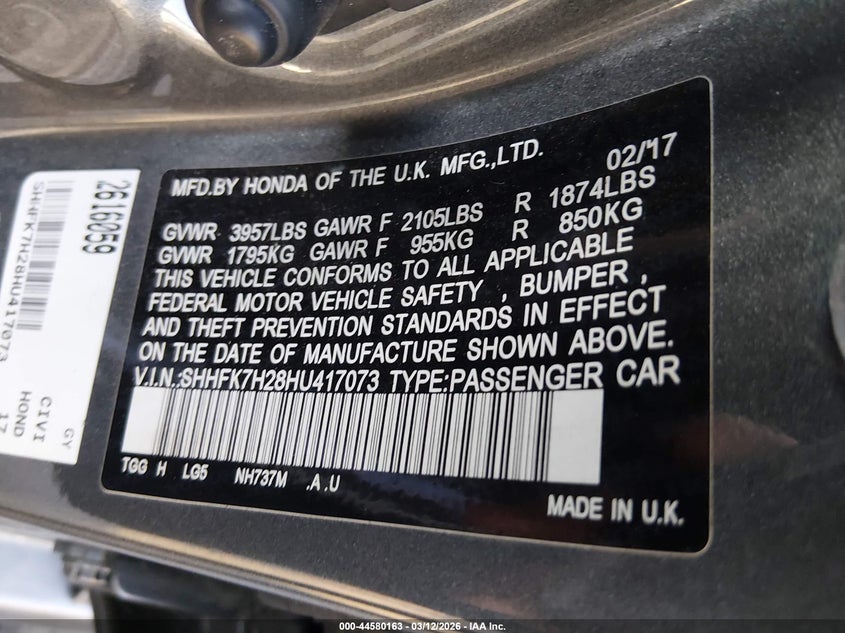 MFD.BY HONDA OF THE U.K. MFG.,LTD. 02/17
GVWR 3957LBS GAWR F 2105LBS R 1874LBS
GVWR 1795KG GAWR F 955KG R 850KG
THIS VEHICLE CONFORMS TO ALL APPLICABLE
FEDERAL MOTOR VEHICLE SAFETY , BUMPER ,
AND THEFT PREVENTION STANDARDS IN EFFECT
ON THE DATE OF MANUFACTURE SHOWN ABOVE.
V.I.N.:SHHFK7H28HU417073 TYPE:PASSENGER CAR
TGG H LG5 NH737M .A .U
MADE IN U.K.
2616059
SHHFK7H28HU417073
GY
CIVI
HOND
17
000-44580163 - 03/12/2026 - IAA Inc.